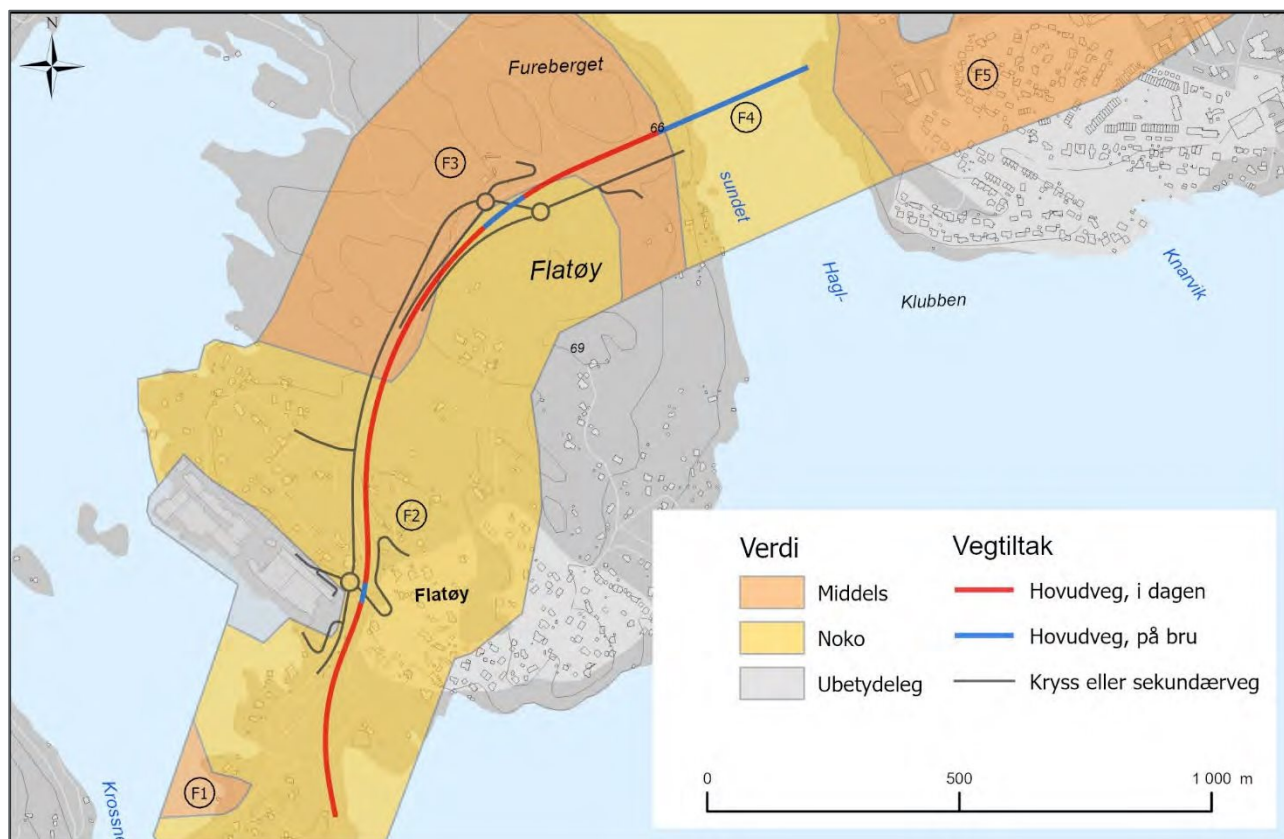 N
Fureberget
F5
F4
66
F3
sundet
Flatøy
Hagl-
Klubben
Knarvik
69
F2
Flatøy
F1
Krossne
Verdi
Middels
Noko
Ubetydeleg
Vegtiltak
Hovudveg, i dagen
Hovudveg, på bru
Kryss eller sekundærveg
0 500 1 000 m